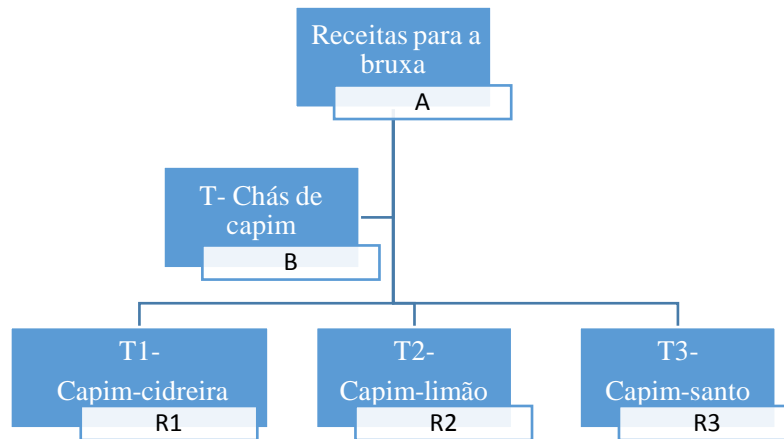 Receitas para a
bruxa
A
T- Chás de
capim
B
T1-
Capim-cidreira
R1
T2-
Capim-limão
R2
T3-
Capim-santo
R3